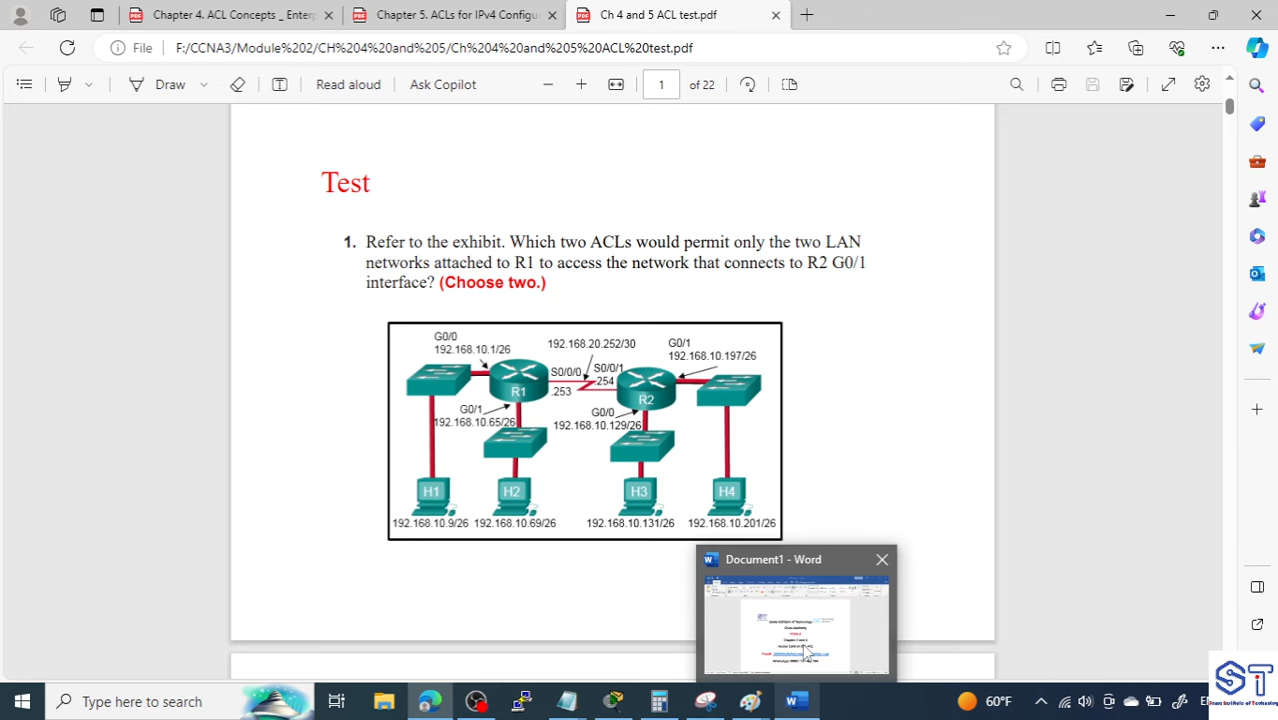 Chapter 4. ACL Concepts _ Enterp
Chapter 5. ACLs for IPv4 Configu
Ch 4 and 5 ACL test.pdf
File
F:/CCNA3/Module%202/CH%204%20and%205/Ch%204%20and%205%20ACL%20test.pdf
Draw
Read aloud
Ask Copilot
1
of 22
Test
1. Refer to the exhibit. Which two ACLs would permit only the two LAN
networks attached to R1 to access the network that connects to R2 G0/1
interface? (Choose two.)
G0/0
192.168.10.1/26
192.168.20.252/30
G0/1
192.168.10.197/26
S0/0/0
S0/0/1
.253
.254
R1
R2
G0/1
192.168.10.65/26
G0/0
192.168.10.129/26
H1
H2
H3
H4
192.168.10.9/26
192.168.10.69/26
192.168.10.131/26
192.168.10.201/26
Document1 - Word
Type here to search
60°F